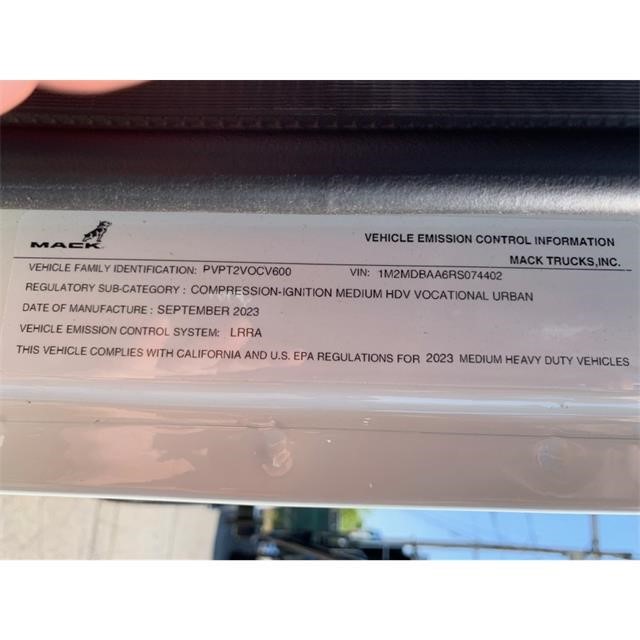 MACK
VEHICLE EMISSION CONTROL INFORMATION
MACK TRUCKS,INC.
VEHICLE FAMILY IDENTIFICATION: PVPT2VOCV600 VIN: 1M2MDBAA6RS074402
REGULATORY SUB-CATEGORY : COMPRESSION-IGNITION MEDIUM HDV VOCATIONAL URBAN
DATE OF MANUFACTURE : SEPTEMBER 2023
VEHICLE EMISSION CONTROL SYSTEM: LRRA
THIS VEHICLE COMPLIES WITH CALIFORNIA AND U.S. EPA REGULATIONS FOR 2023 MEDIUM HEAVY DUTY VEHICLES